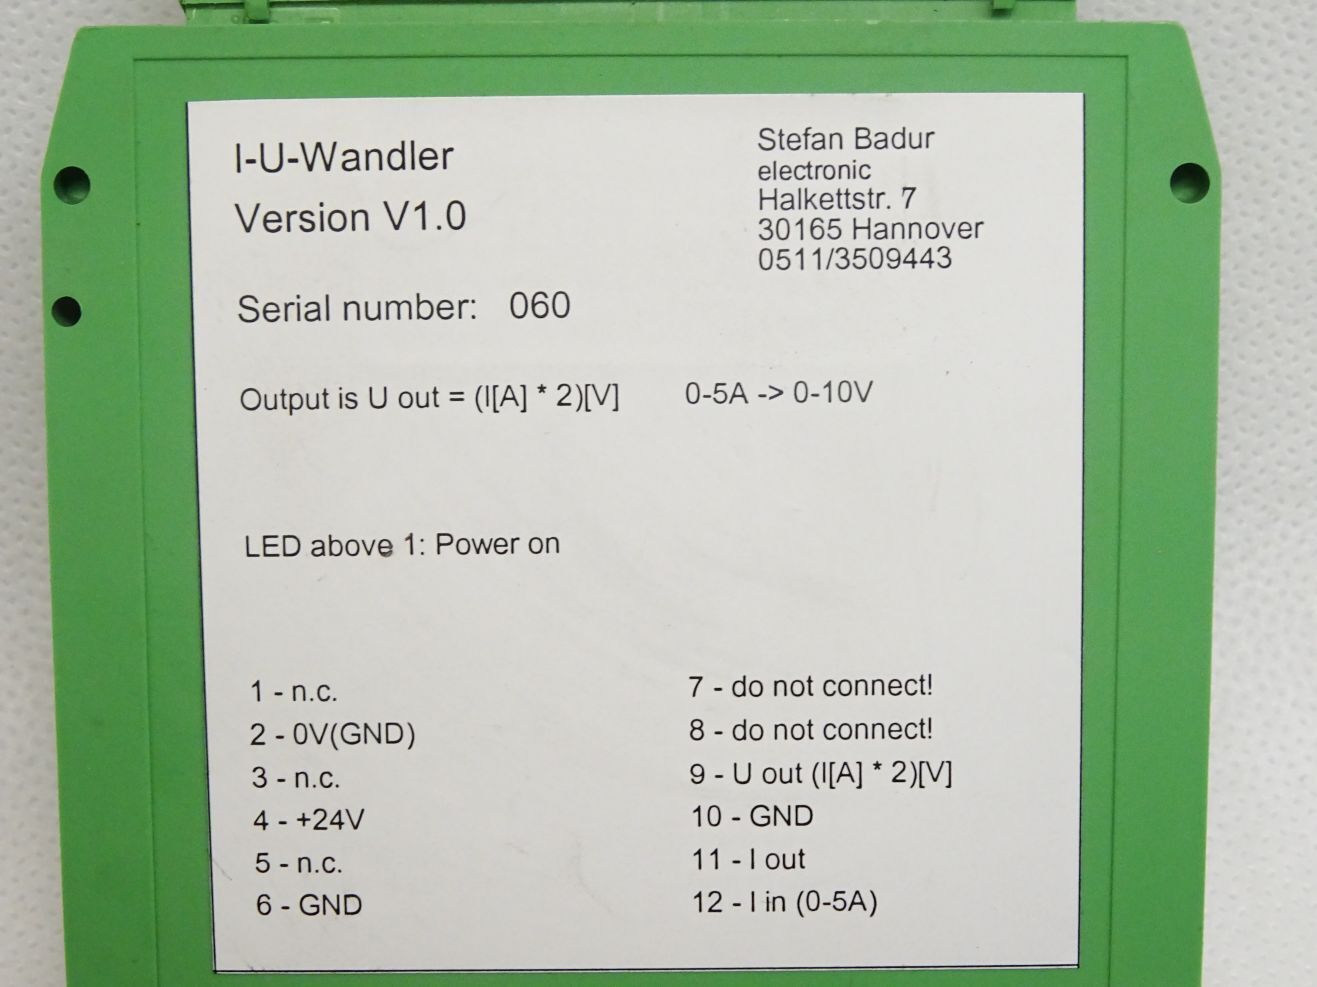 I-U-Wandler
Version V1.0
Serial number: 060
Stefan Badur
electronic
Halkettstr. 7
30165 Hannover
0511/3509443
Output is U out = (I[A] * 2)[V] 0-5A -> 0-10V
LED above 1: Power on
1 - n.c.
2 - 0V(GND)
3 - n.c.
4 - +24V
5 - n.c.
6 - GND
7 - do not connect!
8 - do not connect!
9 - U out (I[A] * 2)[V]
10 - GND
11 - I out
12 - I in (0-5A)